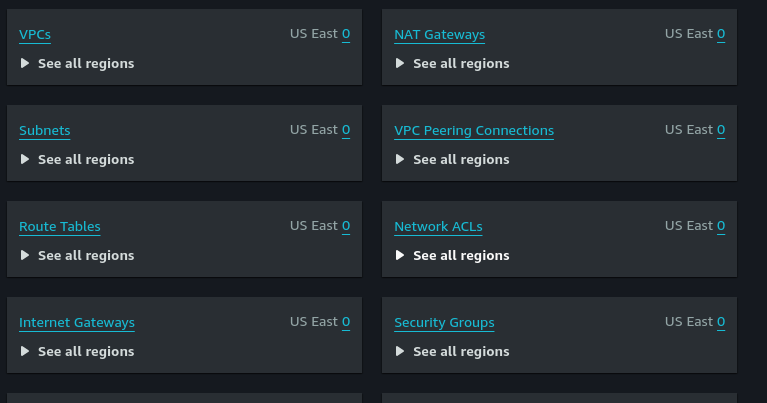 VPCs US East 0
See all regions
NAT Gateways US East 0
See all regions
Subnets US East 0
See all regions
VPC Peering Connections US East 0
See all regions
Route Tables US East 0
See all regions
Network ACLs US East 0
See all regions
Internet Gateways US East 0
See all regions
Security Groups US East 0
See all regions